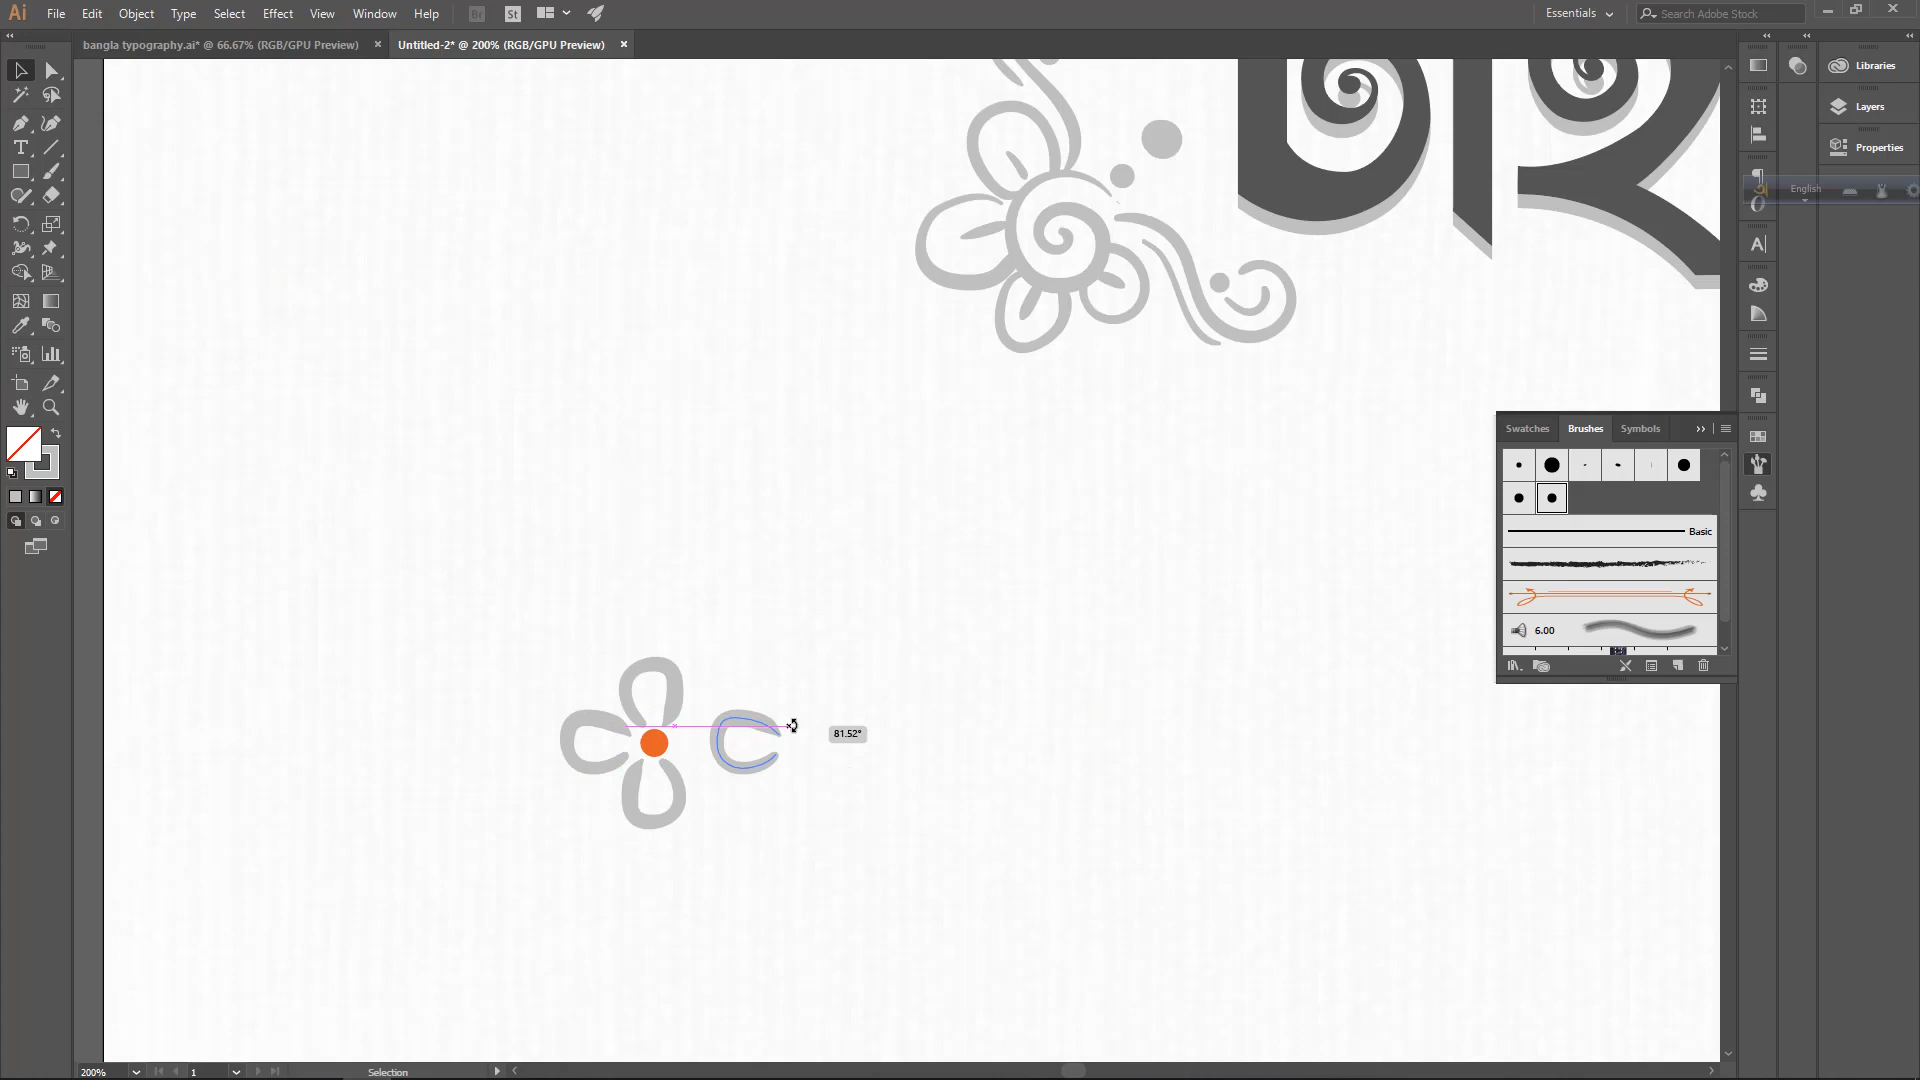 Ai File Edit Object Type Select Effect View Window Help Br St Essentials Search Adobe Stock
bangla typography.ai* @ 66.67% (RGB/GPU Preview) × Untitled-2* @ 200% (RGB/GPU Preview) ×
Libraries
Layers
Properties
English
Swatches Brushes Symbols
Basic
6.00
81.52°
200% 1 Selection